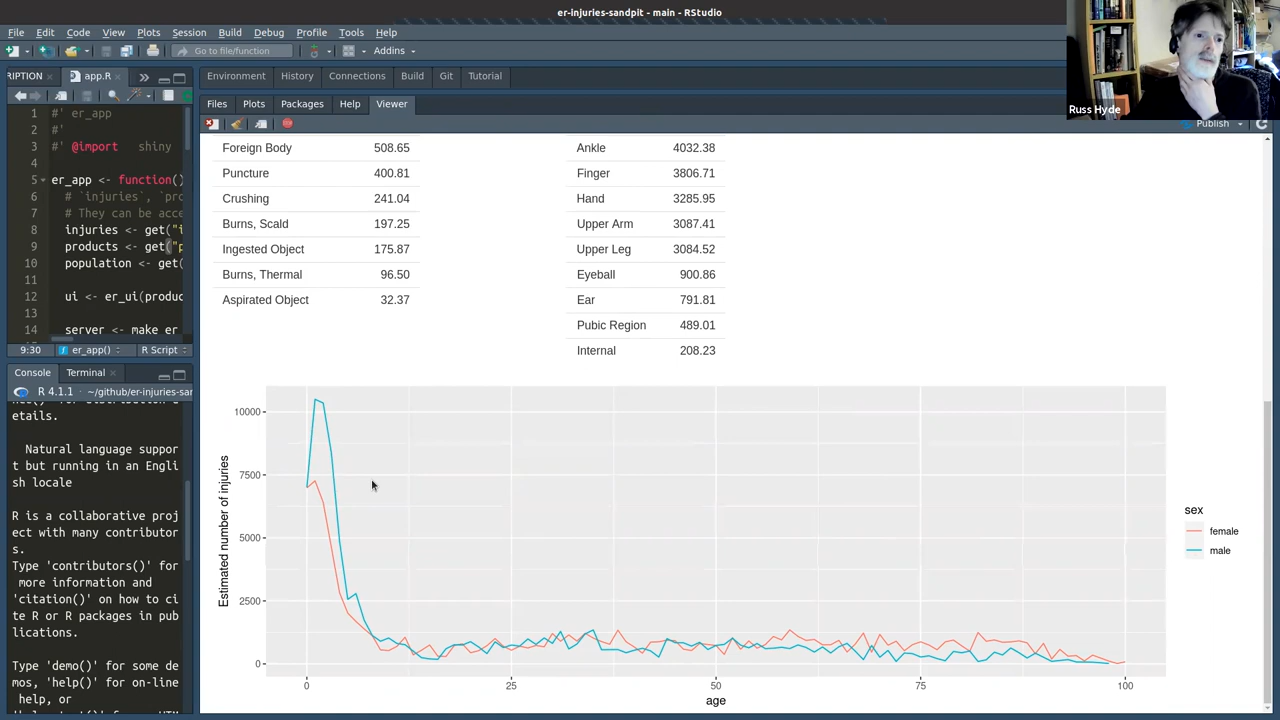 er-injuries-sandpit - main - RStudio
File Edit Code View Plots Session Build Debug Profile Tools Help
Go to file/function Addins
RIPTION app.R
Environment History Connections Build Git Tutorial
Files Plots Packages Help Viewer
Publish
Russ Hyde
1 #' er_app
2 #'
3 #' @import shiny
4
5 er_app <- function()
6 # `injuries`, `pro
7 # They can be acce
8 injuries <- get("i
9 products <- get("p
10 population <- get(
11
12 ui <- er_ui(produc
13
14 server <- make_er
9:30 er_app() R Script
Console Terminal
R 4.1.1 · ~/github/er-injuries-sar
etails.
Natural language suppor
t but running in an Engli
sh locale
R is a collaborative proj
ect with many contributor
s.
Type 'contributors()' for
more information and
'citation()' on how to ci
te R or R packages in pub
lications.
Type 'demo()' for some de
mos, 'help()' for on-line
help, or
Foreign Body 508.65
Puncture 400.81
Crushing 241.04
Burns, Scald 197.25
Ingested Object 175.87
Burns, Thermal 96.50
Aspirated Object 32.37
Ankle 4032.38
Finger 3806.71
Hand 3285.95
Upper Arm 3087.41
Upper Leg 3084.52
Eyeball 900.86
Ear 791.81
Pubic Region 489.01
Internal 208.23
Estimated number of injuries
10000
7500
5000
2500
0
0 25 50 75 100
age
sex
female
male